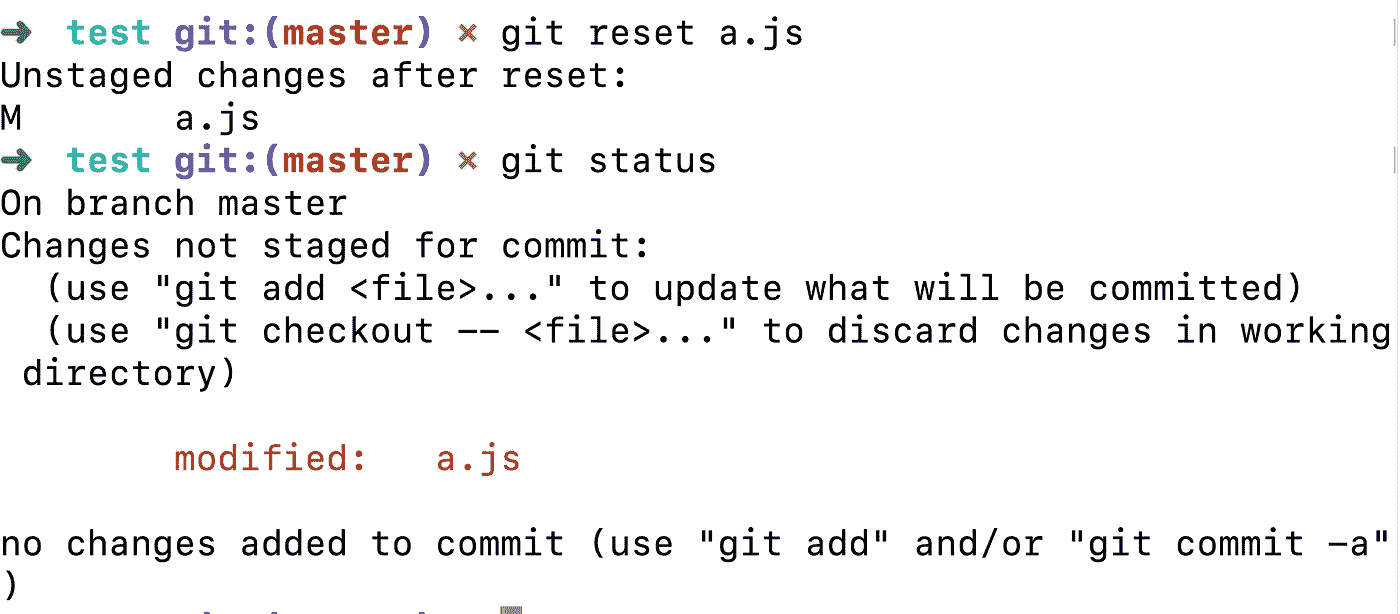 ➜  test git:(master) ✗ git reset a.js
Unstaged changes after reset:
M       a.js
➜  test git:(master) ✗ git status
On branch master
Changes not staged for commit:
  (use "git add <file>..." to update what will be committed)
  (use "git checkout -- <file>..." to discard changes in working
 directory)
        modified:   a.js
no changes added to commit (use "git add" and/or "git commit -a"
)